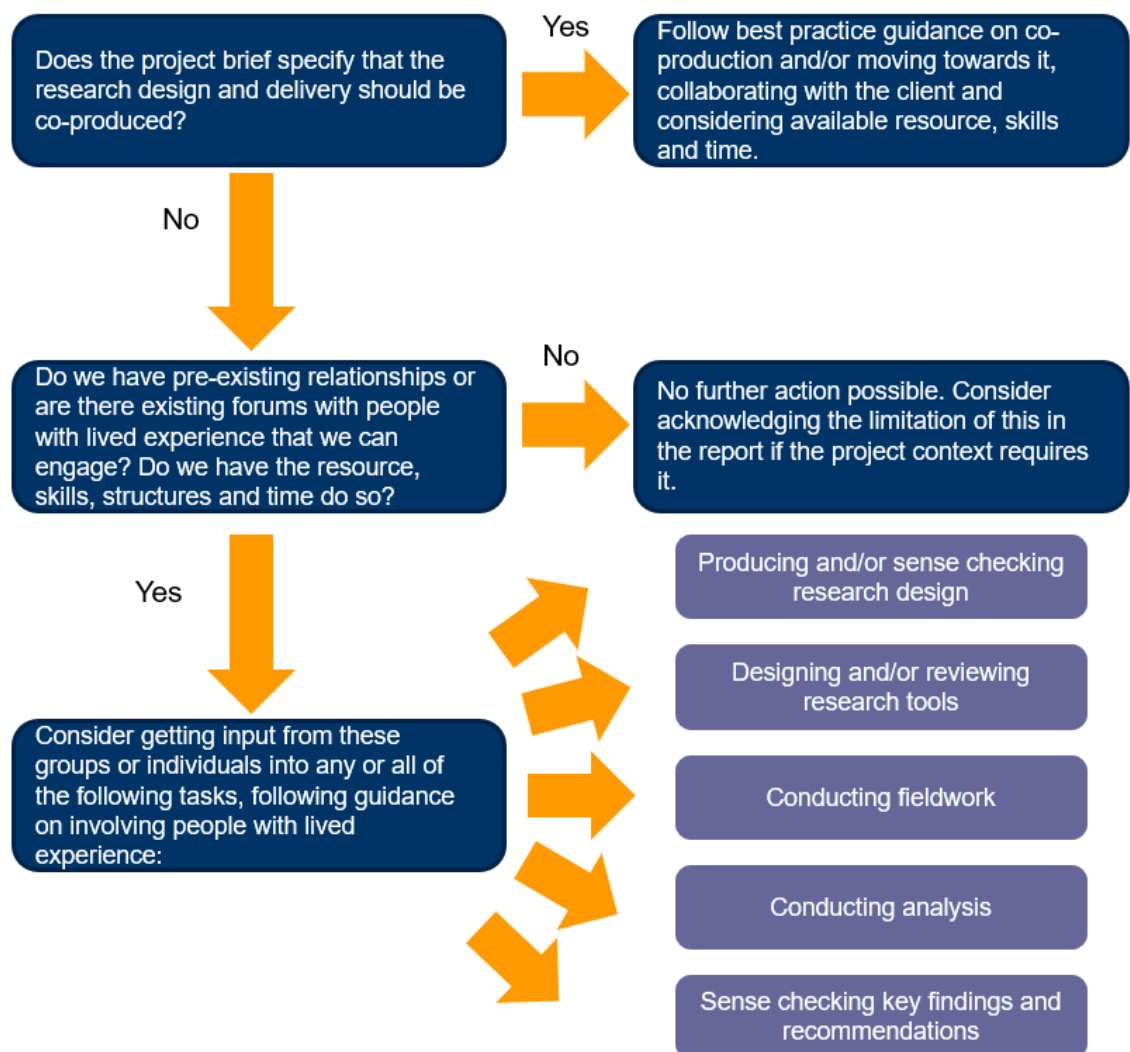 Does the project brief specify that the
research design and delivery should be
co-produced?
Yes
Follow best practice guidance on co-
production and/or moving towards it,
collaborating with the client and
considering available resource, skills
and time.
No
Do we have pre-existing relationships or
are there existing forums with people
with lived experience that we can
engage? Do we have the resource,
skills, structures and time do so?
No
No further action possible. Consider
acknowledging the limitation of this in
the report if the project context requires
it.
Yes
Consider getting input from these
groups or individuals into any or all of
the following tasks, following guidance
on involving people with lived
experience:
Producing and/or sense checking
research design
Designing and/or reviewing
research tools
Conducting fieldwork
Conducting analysis
Sense checking key findings and
recommendations